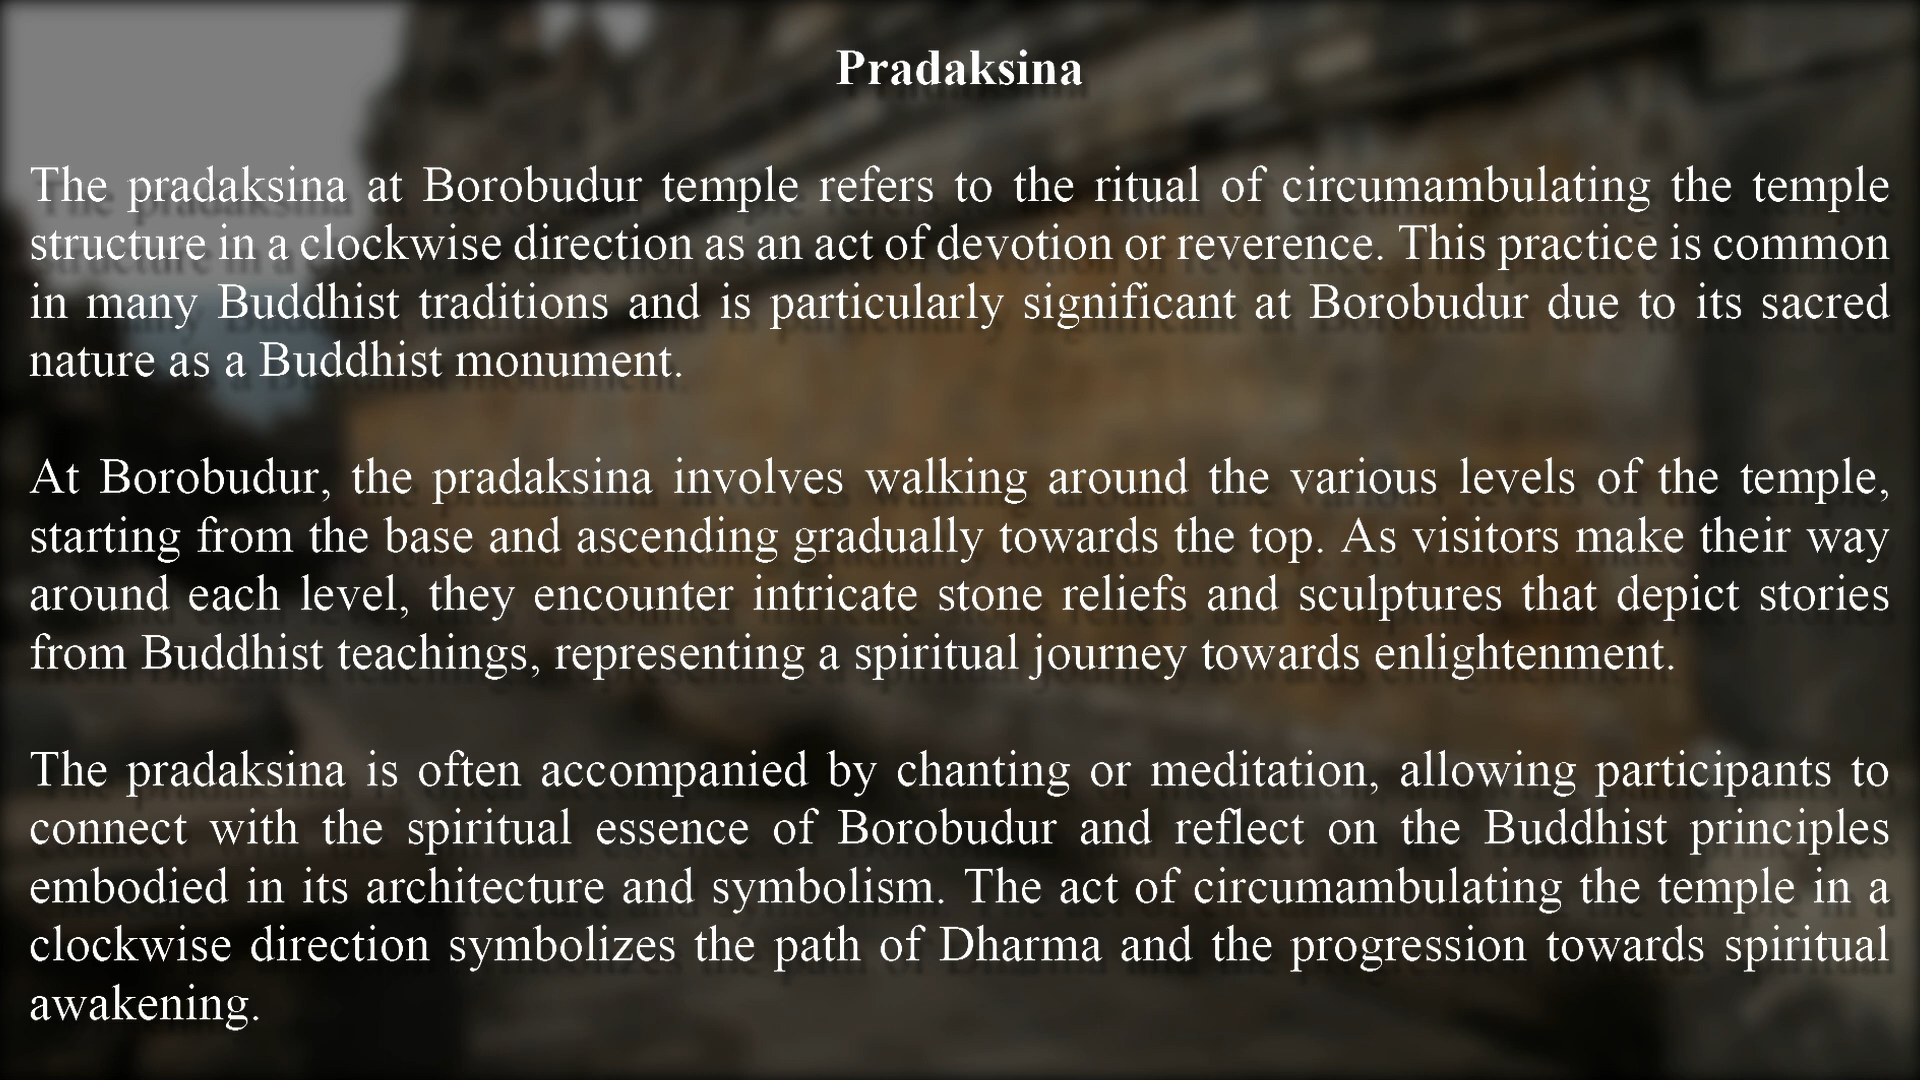 Pradaksina
The pradaksina at Borobudur temple refers to the ritual of circumambulating the temple
structure in a clockwise direction as an act of devotion or reverence. This practice is common
in many Buddhist traditions and is particularly significant at Borobudur due to its sacred
nature as a Buddhist monument.
At Borobudur, the pradaksina involves walking around the various levels of the temple,
starting from the base and ascending gradually towards the top. As visitors make their way
around each level, they encounter intricate stone reliefs and sculptures that depict stories
from Buddhist teachings, representing a spiritual journey towards enlightenment.
The pradaksina is often accompanied by chanting or meditation, allowing participants to
connect with the spiritual essence of Borobudur and reflect on the Buddhist principles
embodied in its architecture and symbolism. The act of circumambulating the temple in a
clockwise direction symbolizes the path of Dharma and the progression towards spiritual
awakening.